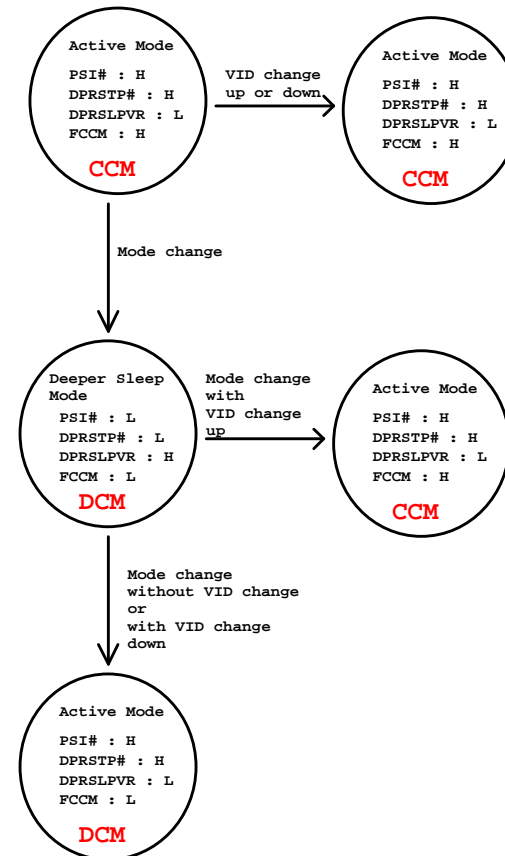 Active Mode
PSI# : H
DPRSTP# : H
DPRSLPVR : L
FCCM : H
CCM
VID change
up or down
Active Mode
PSI# : H
DPRSTP# : H
DPRSLPVR : L
FCCM : H
CCM
Mode change
Deeper Sleep
Mode
PSI# : L
DPRSTP# : L
DPRSLPVR : H
FCCM : L
DCM
Mode change
with
VID change
up
Active Mode
PSI# : H
DPRSTP# : H
DPRSLPVR : L
FCCM : H
CCM
Mode change
without VID change
or
with VID change
down
Active Mode
PSI# : H
DPRSTP# : H
DPRSLPVR : L
FCCM : L
DCM